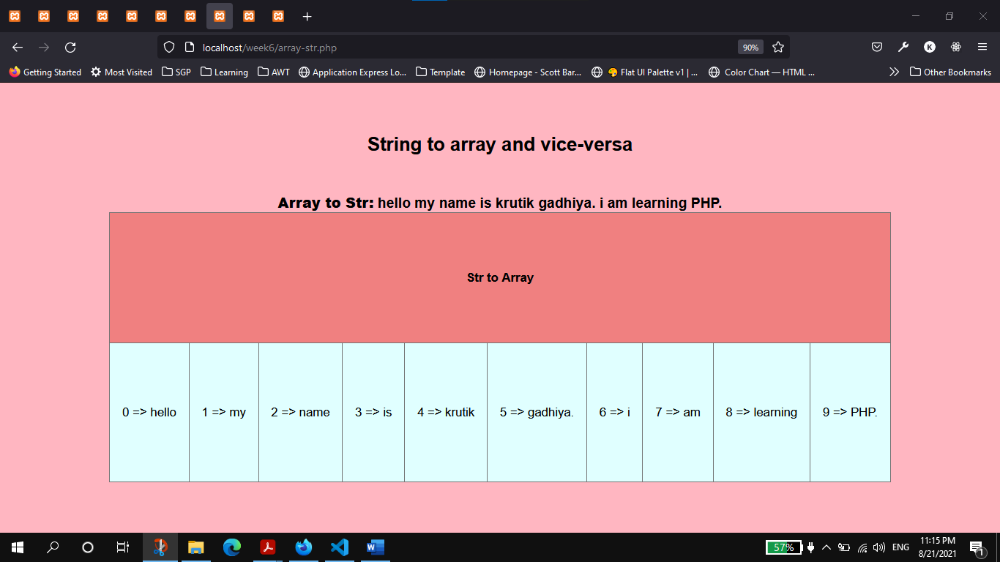 localhost/week6/array-str.php
90%
K
Getting Started Most Visited SGP Learning AWT Application Express Lo... Template Homepage - Scott Bar... Flat UI Palette v1 | ... Color Chart — HTML ... Other Bookmarks
String to array and vice-versa
Array to Str: hello my name is krutik gadhiya. i am learning PHP.
Str to Array
0 => hello 1 => my 2 => name 3 => is 4 => krutik 5 => gadhiya. 6 => i 7 => am 8 => learning 9 => PHP.
57% ENG 11:15 PM
8/21/2021 1